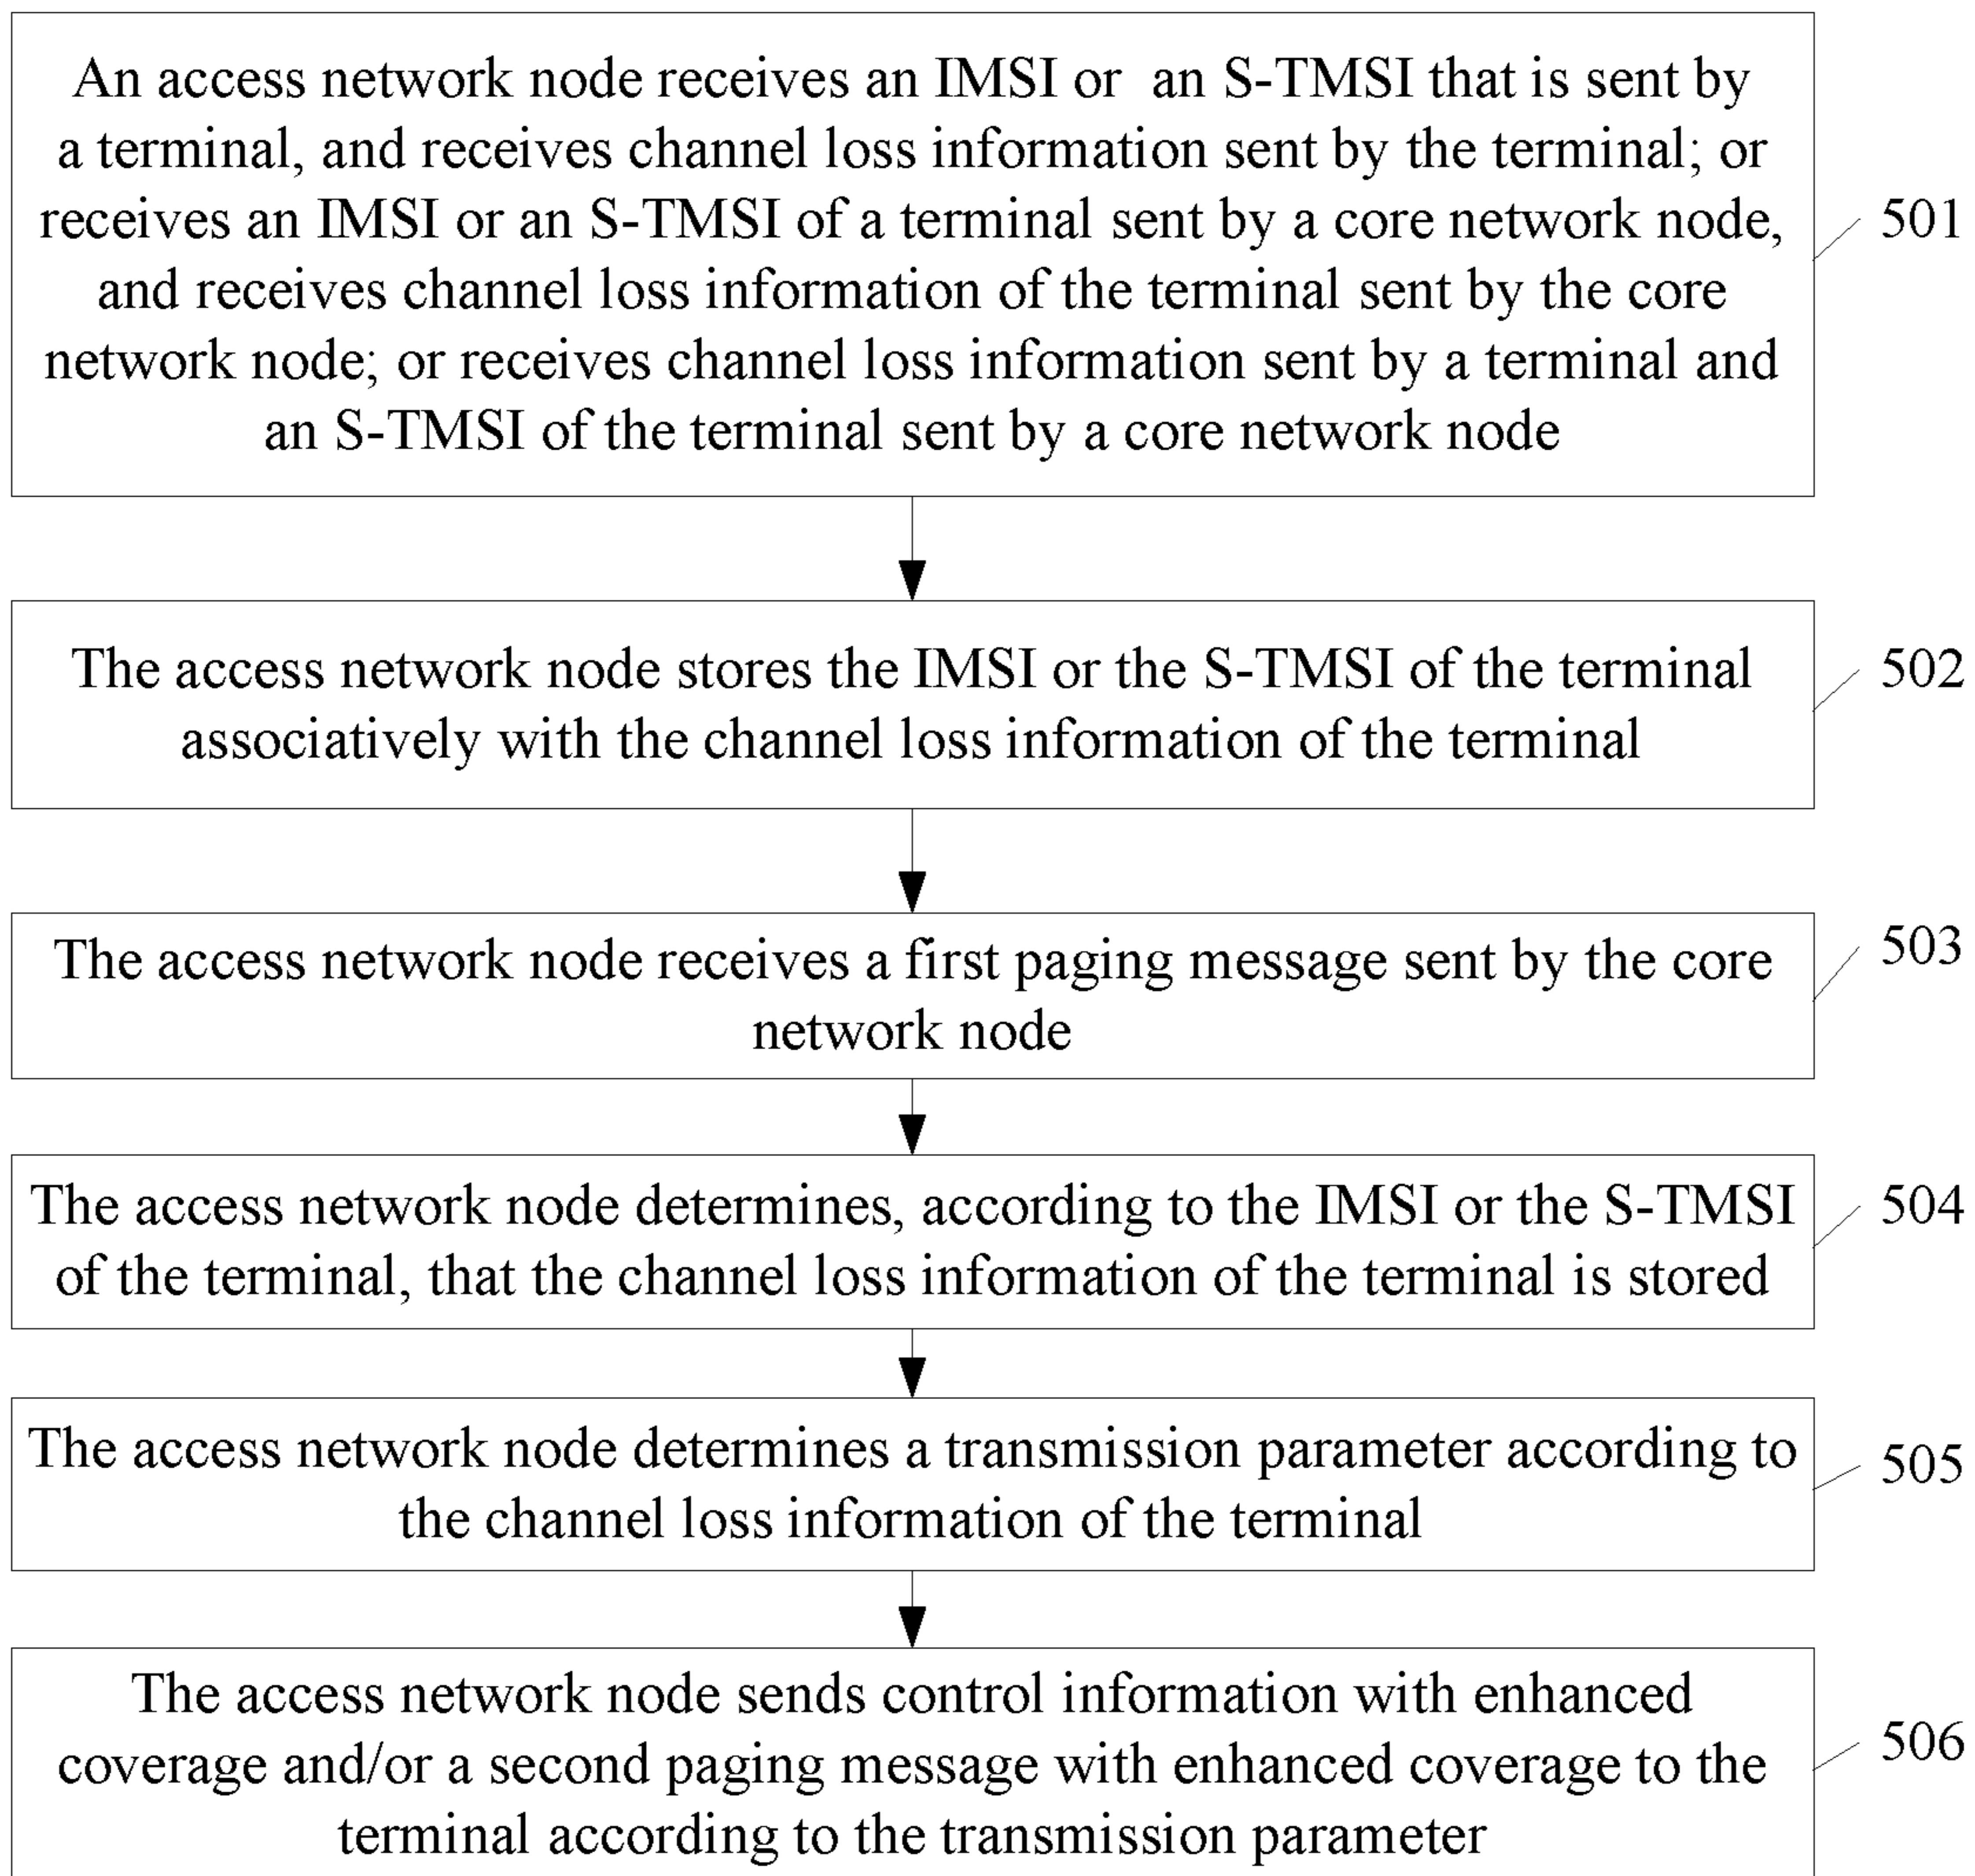 An access network node receives an IMSI or an S-TMSI that is sent by
a terminal, and receives channel loss information sent by the terminal; or
receives an IMSI or an S-TMSI of a terminal sent by a core network node,
and receives channel loss information of the terminal sent by the core
network node; or receives channel loss information sent by a terminal and
an S-TMSI of the terminal sent by a core network node
501
The access network node stores the IMSI or the S-TMSI of the terminal
associatively with the channel loss information of the terminal
502
The access network node receives a first paging message sent by the core
network node
503
The access network node determines, according to the IMSI or the S-TMSI
of the terminal, that the channel loss information of the terminal is stored
504
The access network node determines a transmission parameter according to
the channel loss information of the terminal
505
The access network node sends control information with enhanced
coverage and/or a second paging message with enhanced coverage to the
terminal according to the transmission parameter
506